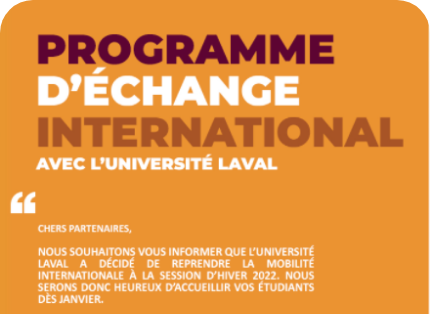 PROGRAMME
D'ÉCHANGE
INTERNATIONAL
AVEC L'UNIVERSITÉ LAVAL
“
CHERS PARTENAIRES,
NOUS SOUHAITONS VOUS INFORMER QUE L'UNIVERSITÉ
LAVAL A DÉCIDÉ DE REPRENDRE LA MOBILITÉ
INTERNATIONALE À LA SESSION D'HIVER 2022. NOUS
SERONS DONC HEUREUX D'ACCUEILLIR VOS ÉTUDIANTS
DÈS JANVIER.